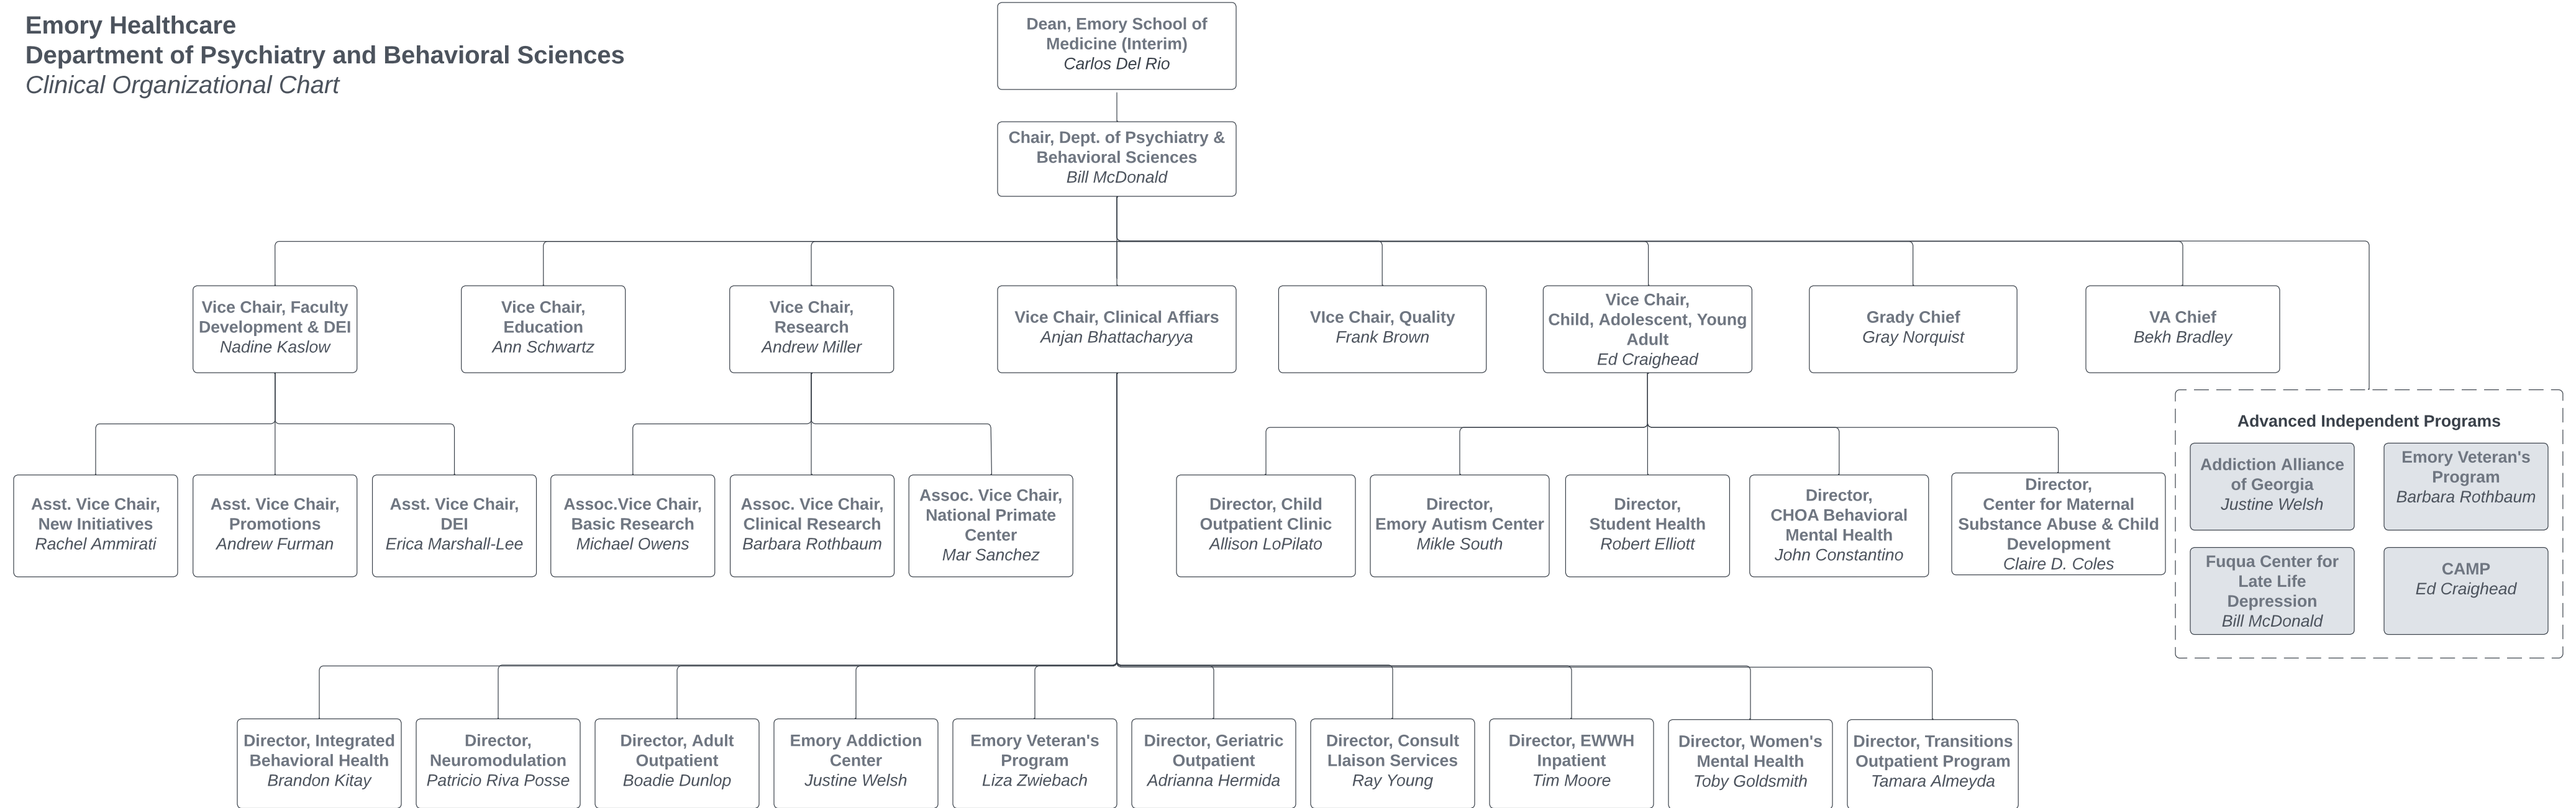 Emory Healthcare
Department of Psychiatry and Behavioral Sciences
Clinical Organizational Chart
Dean, Emory School of
Medicine (Interim)
Carlos Del Rio
Chair, Dept. of Psychiatry &
Behavioral Sciences
Bill McDonald
Vice Chair, Faculty
Development & DEI
Nadine Kaslow
Vice Chair,
Education
Ann Schwartz
Vice Chair,
Research
Andrew Miller
Vice Chair, Clinical Affiars
Anjan Bhattacharyya
VIce Chair, Quality
Frank Brown
Vice Chair,
Child, Adolescent, Young
Adult
Ed Craighead
Grady Chief
Gray Norquist
VA Chief
Bekh Bradley
Asst. Vice Chair,
New Initiatives
Rachel Ammirati
Asst. Vice Chair,
Promotions
Andrew Furman
Asst. Vice Chair,
DEI
Erica Marshall-Lee
Assoc.Vice Chair,
Basic Research
Michael Owens
Assoc. Vice Chair,
Clinical Research
Barbara Rothbaum
Assoc. Vice Chair,
National Primate
Center
Mar Sanchez
Director, Child
Outpatient Clinic
Allison LoPilato
Director,
Emory Autism Center
Mikle South
Director,
Student Health
Robert Elliott
Director,
CHOA Behavioral
Mental Health
John Constantino
Director,
Center for Maternal
Substance Abuse & Child
Development
Claire D. Coles
Advanced Independent Programs
Addiction Alliance
of Georgia
Justine Welsh
Emory Veteran's
Program
Barbara Rothbaum
Fuqua Center for
Late Life
Depression
Bill McDonald
CAMP
Ed Craighead
Director, Integrated
Behavioral Health
Brandon Kitay
Director,
Neuromodulation
Patricio Riva Posse
Director, Adult
Outpatient
Boadie Dunlop
Emory Addiction
Center
Justine Welsh
Emory Veteran's
Program
Liza Zwiebach
Director, Geriatric
Outpatient
Adrianna Hermida
Director, Consult
LIaison Services
Ray Young
Director, EWWH
Inpatient
Tim Moore
Director, Women's
Mental Health
Toby Goldsmith
Director, Transitions
Outpatient Program
Tamara Almeyda